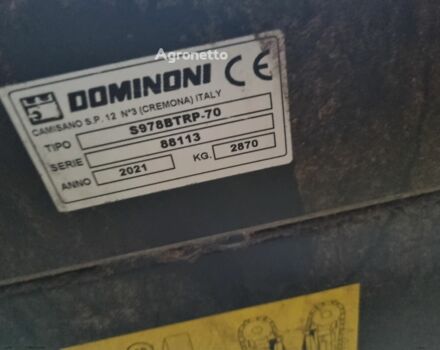 Agronetto
DOMINONI CE
CAMISANO S.P. 12 N°3 (CREMONA) ITALY
TIPO S978BTRP-70
SERIE 88113
ANNO 2021 KG. 2870